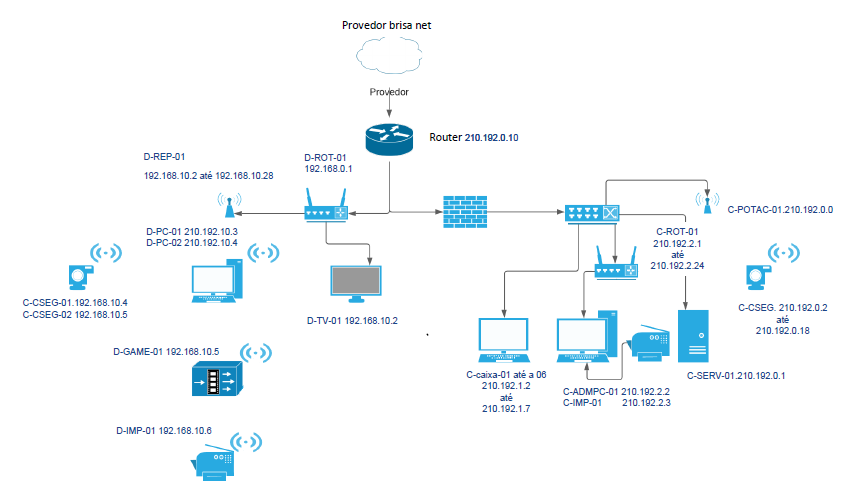 Provedor brisa net
Provedor
Router 210.192.0.10
D-REP-01
192.168.10.2 até 192.168.10.28
D-ROT-01
192.168.0.1
D-PC-01 210.192.10.3
D-PC-02 210.192.10.4
C-POTAC-01.210.192.0.0
C-ROT-01
210.192.2.1
até
210.192.2.24
C-CSEG-01.192.168.10.4
C-CSEG-02 192.168.10.5
D-TV-01 192.168.10.2
C-CSEG. 210.192.0.2
até
210.192.0.18
D-GAME-01 192.168.10.5
C-caixa-01 até a 06
210.192.1.2
até
210.192.1.7
C-ADMPC-01 210.192.2.2
C-IMP-01 210.192.2.3
C-SERV-01.210.192.0.1
D-IMP-01 192.168.10.6